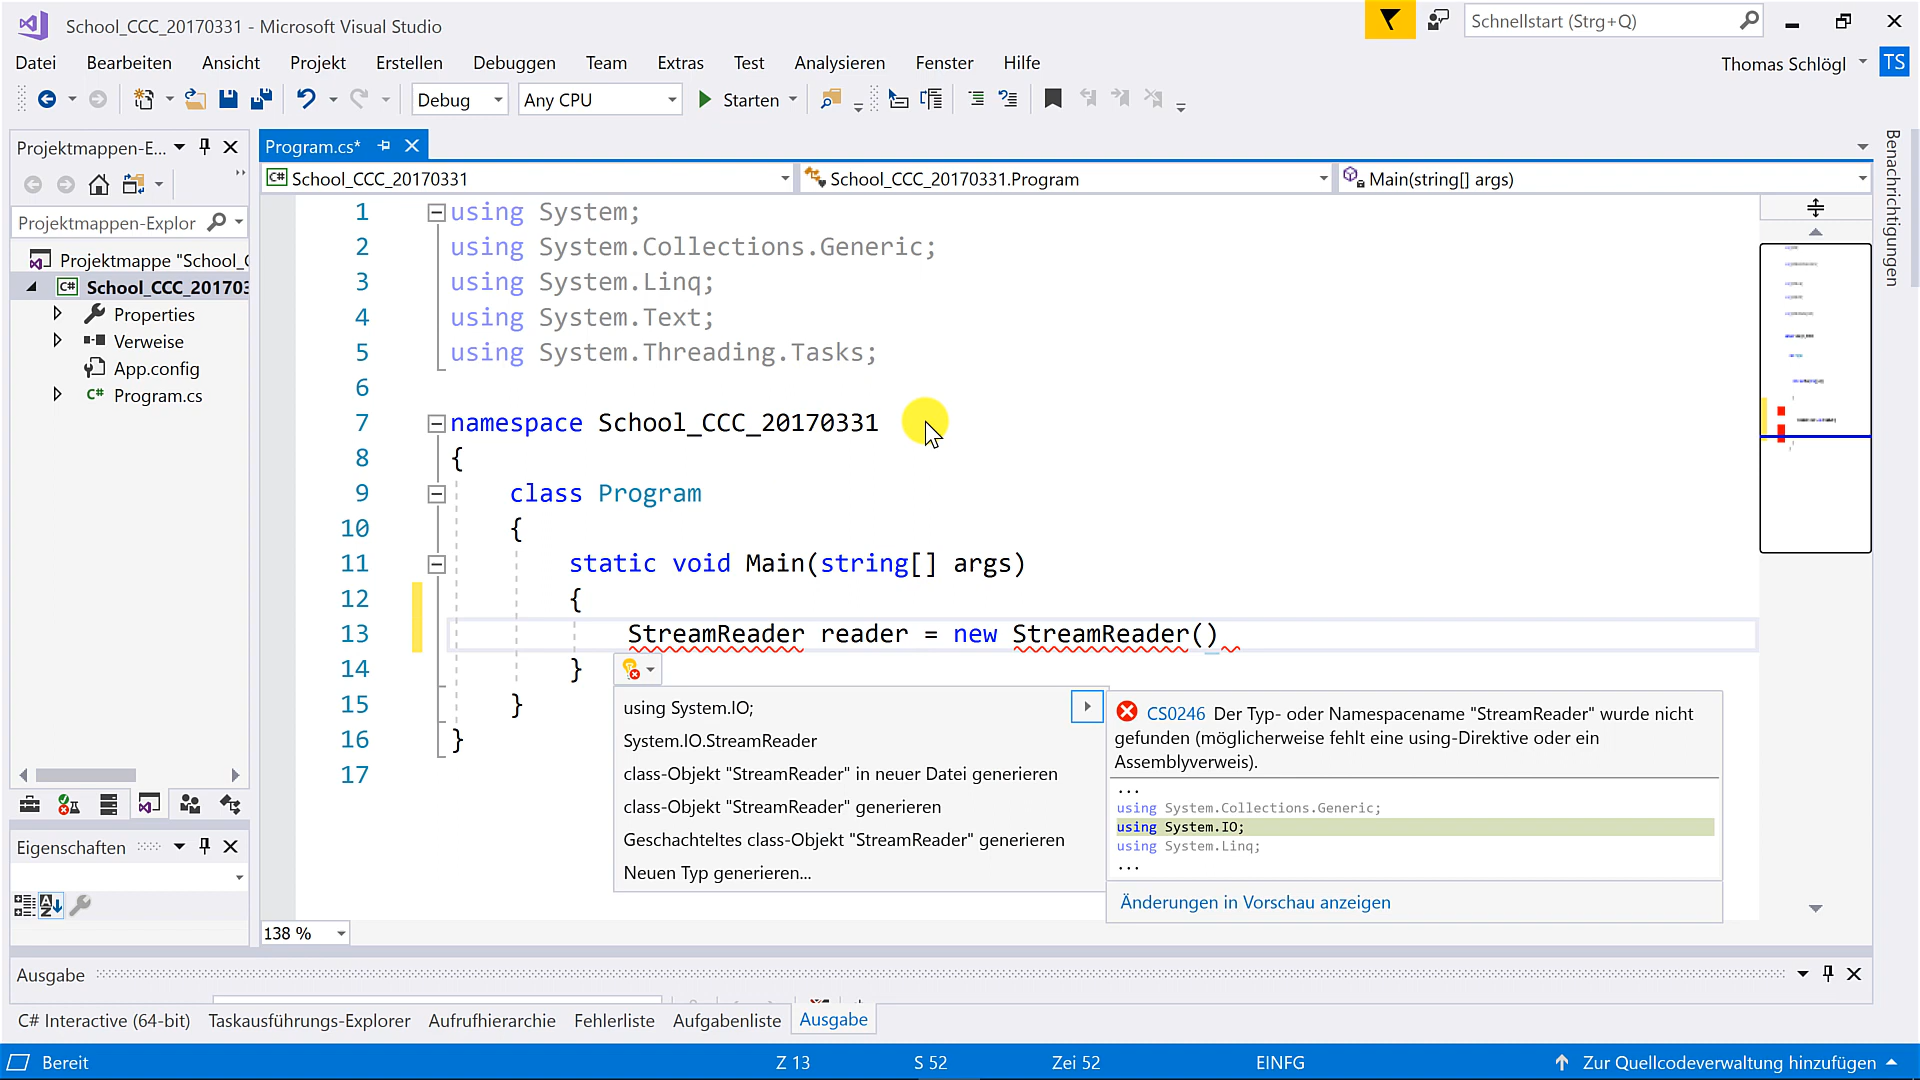 School_CCC_20170331 - Microsoft Visual Studio
Schnellstart (Strg+Q)
Datei Bearbeiten Ansicht Projekt Erstellen Debuggen Team Extras Test Analysieren Fenster Hilfe
Thomas Schlögl TS
Debug Any CPU Starten
Projektmappen-E...
Program.cs*
Benachrichtigungen
C# School_CCC_20170331
School_CCC_20170331.Program
Main(string[] args)
Projektmappen-Explor
Projektmappe "School_C
C# School_CCC_201703
Properties
Verweise
App.config
C# Program.cs
1 using System;
2 using System.Collections.Generic;
3 using System.Linq;
4 using System.Text;
5 using System.Threading.Tasks;
6
7 namespace School_CCC_20170331
8 {
9 class Program
10 {
11 static void Main(string[] args)
12 {
13 StreamReader reader = new StreamReader()
14 }
15 }
16 }
17
using System.IO;
System.IO.StreamReader
class-Objekt "StreamReader" in neuer Datei generieren
class-Objekt "StreamReader" generieren
Geschachteltes class-Objekt "StreamReader" generieren
Neuen Typ generieren...
CS0246 Der Typ- oder Namespacename "StreamReader" wurde nicht
gefunden (möglicherweise fehlt eine using-Direktive oder ein
Assemblyverweis).
...
using System.Collections.Generic;
using System.IO;
using System.Linq;
...
Änderungen in Vorschau anzeigen
Eigenschaften
138 %
Ausgabe
C# Interactive (64-bit) Taskausführungs-Explorer Aufrufhierarchie Fehlerliste Aufgabenliste Ausgabe
Bereit Z 13 S 52 Zei 52 EINFG Zur Quellcodeverwaltung hinzufügen